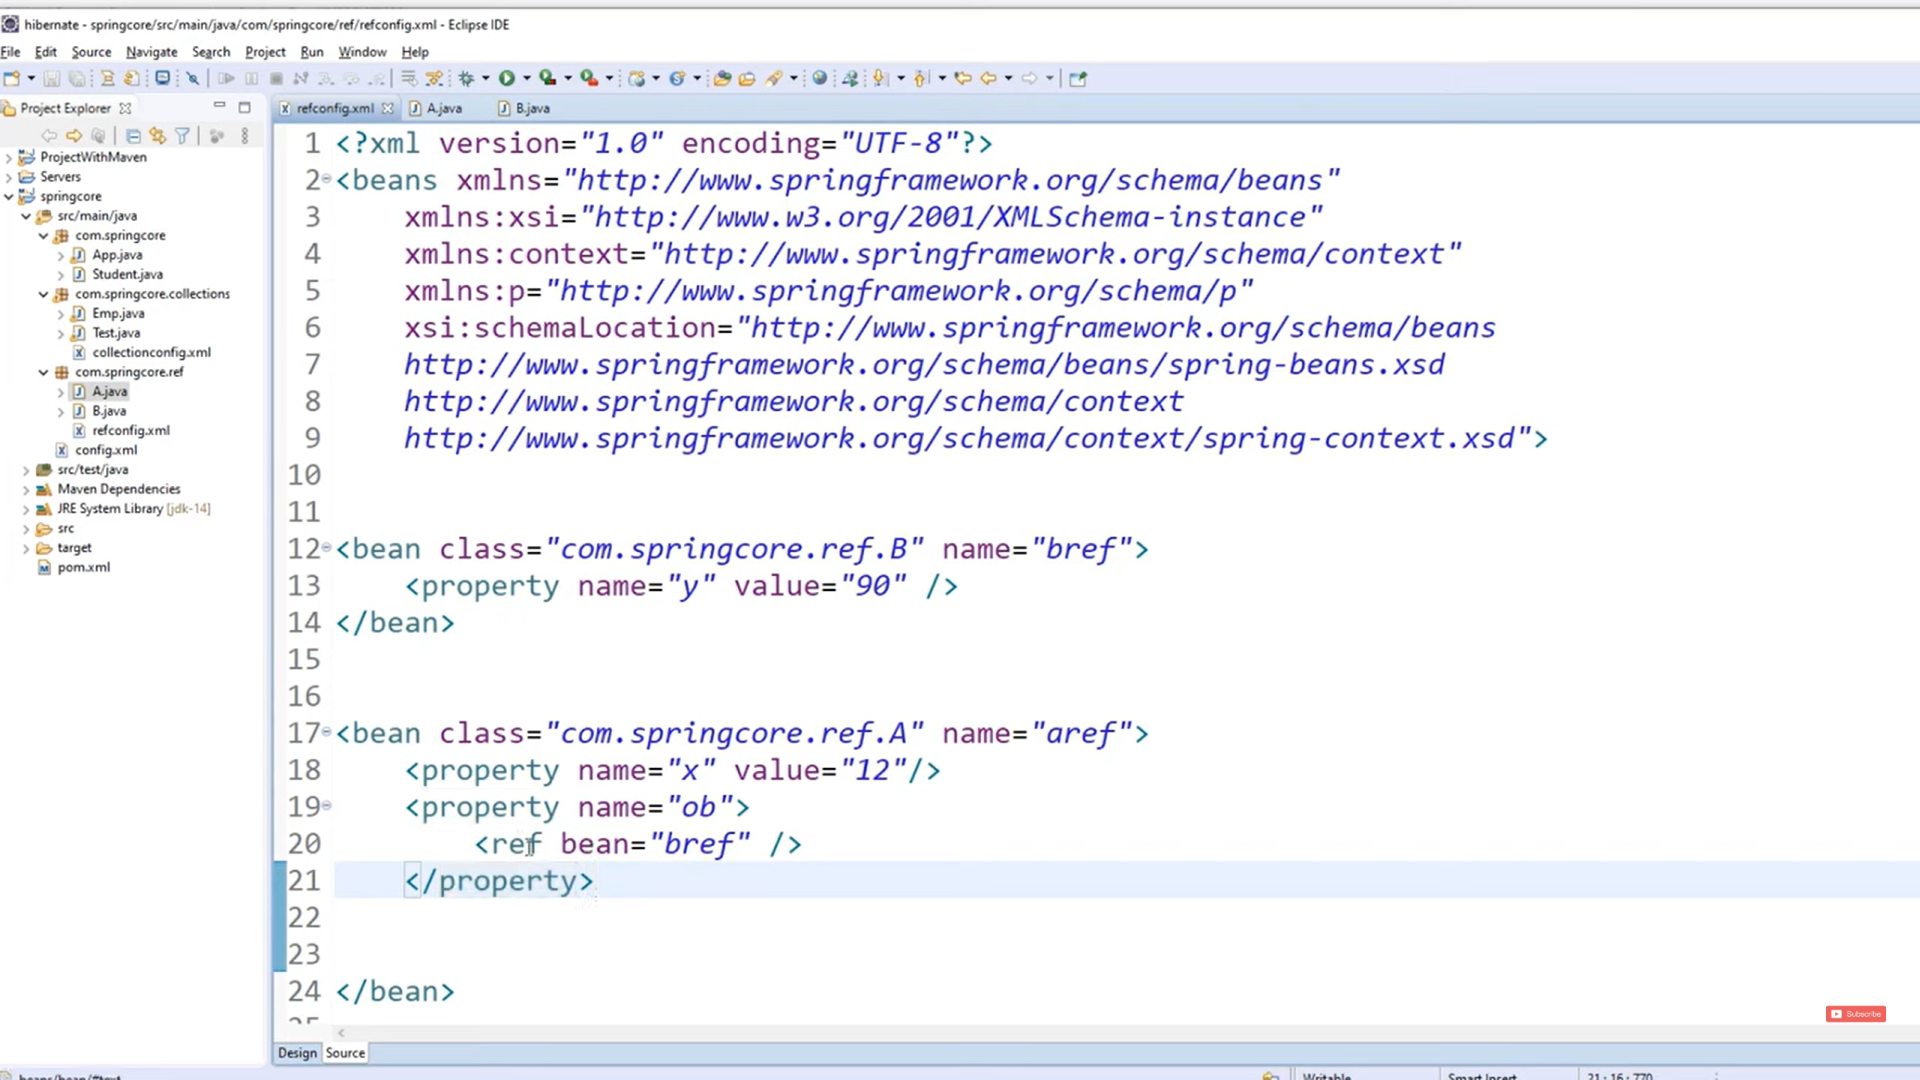 hibernate - springcore/src/main/java/com/springcore/ref/refconfig.xml - Eclipse IDE
File Edit Source Navigate Search Project Run Window Help
Project Explorer
ProjectWithMaven
Servers
springcore
src/main/java
com.springcore
App.java
Student.java
com.springcore.collections
Emp.java
Test.java
collectionconfig.xml
com.springcore.ref
A.java
B.java
refconfig.xml
config.xml
src/test/java
Maven Dependencies
JRE System Library [jdk-14]
src
target
pom.xml
refconfig.xml A.java B.java
1 <?xml version="1.0" encoding="UTF-8"?>
2 <beans xmlns="http://www.springframework.org/schema/beans"
3 xmlns:xsi="http://www.w3.org/2001/XMLSchema-instance"
4 xmlns:context="http://www.springframework.org/schema/context"
5 xmlns:p="http://www.springframework.org/schema/p"
6 xsi:schemaLocation="http://www.springframework.org/schema/beans
7 http://www.springframework.org/schema/beans/spring-beans.xsd
8 http://www.springframework.org/schema/context
9 http://www.springframework.org/schema/context/spring-context.xsd">
10
11
12 <bean class="com.springcore.ref.B" name="bref">
13 <property name="y" value="90" />
14 </bean>
15
16
17 <bean class="com.springcore.ref.A" name="aref">
18 <property name="x" value="12"/>
19 <property name="ob">
20 <ref bean="bref" />
21 </property>
22
23
24 </bean>
25
Subscribe
Design Source
beans/bean/#text
Writable Smart Insert 21 : 16 : 770